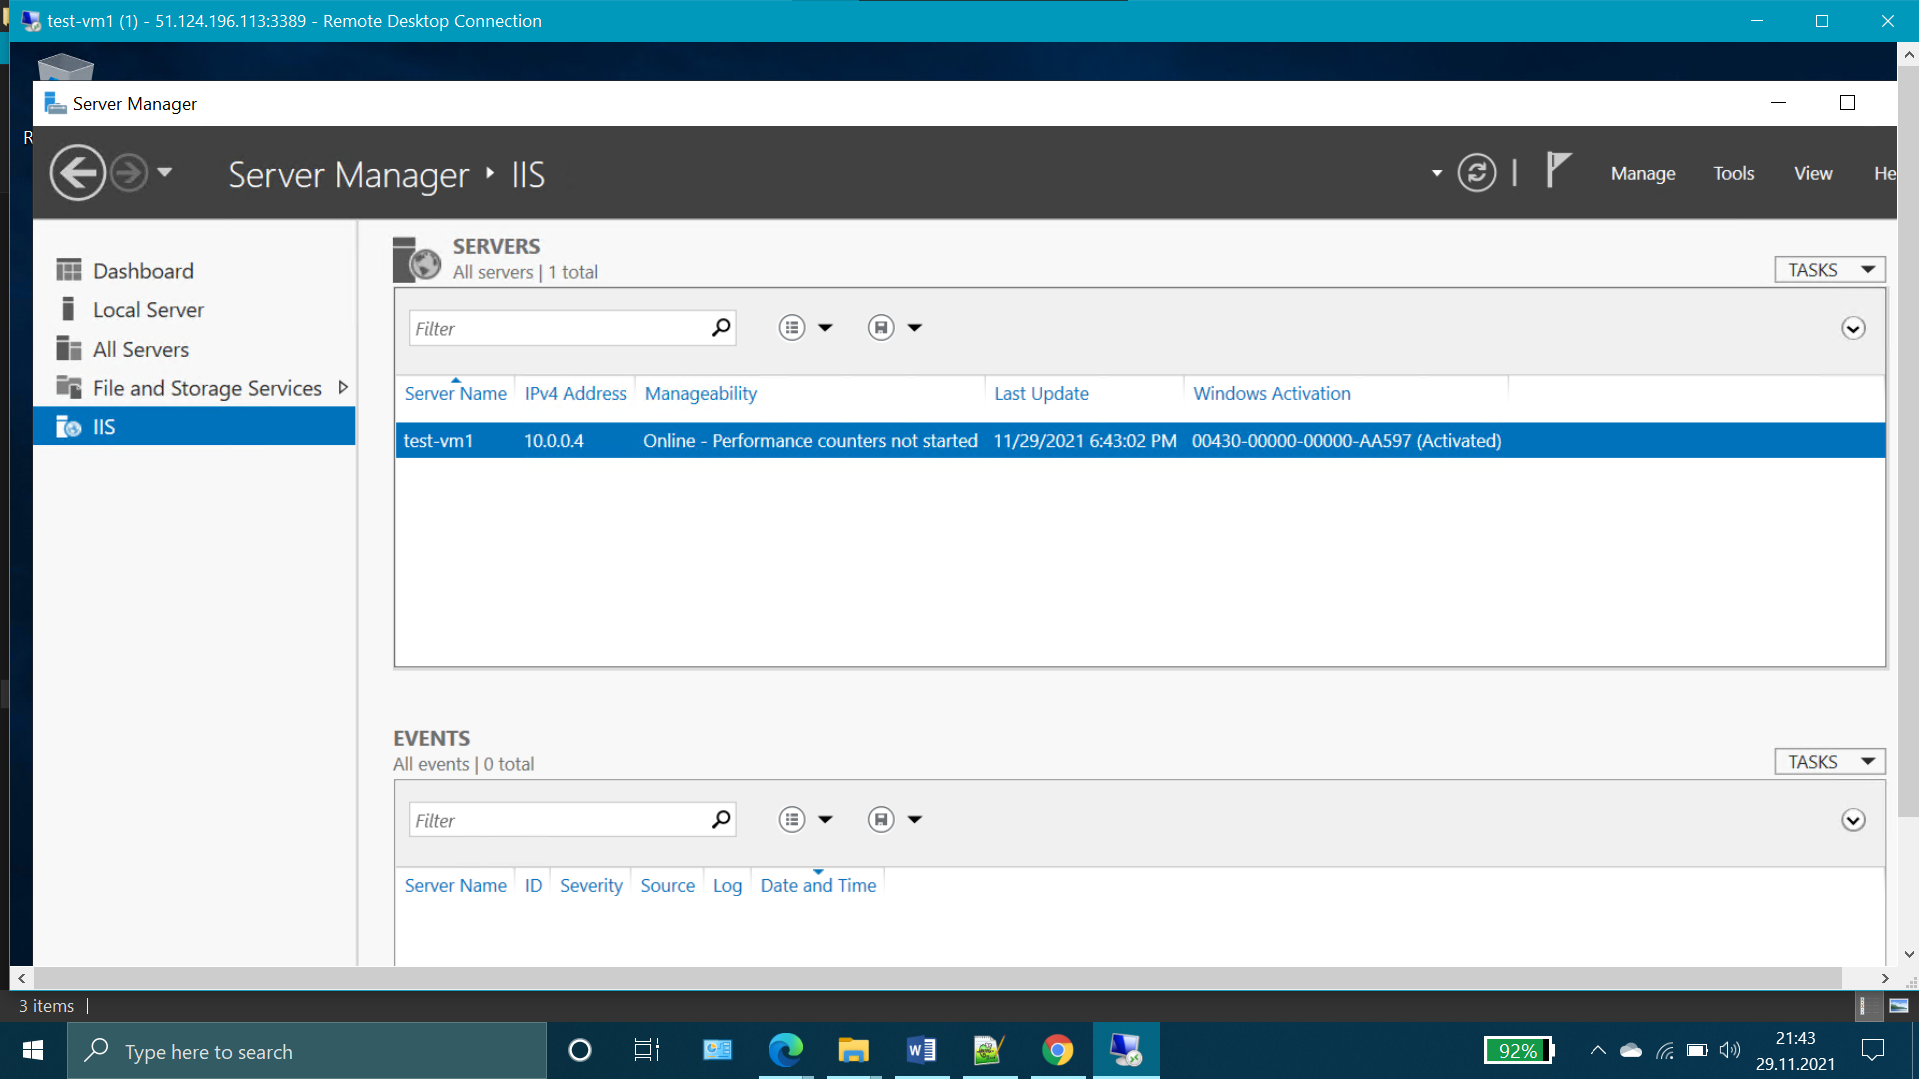 test-vm1 (1) - 51.124.196.113:3389 - Remote Desktop Connection
Server Manager
R
Server Manager IIS
Manage Tools View He
Dashboard
Local Server
All Servers
File and Storage Services
IIS
SERVERS
All servers | 1 total
TASKS
Filter
Server Name IPv4 Address Manageability Last Update Windows Activation
test-vm1 10.0.0.4 Online - Performance counters not started 11/29/2021 6:43:02 PM 00430-00000-00000-AA597 (Activated)
EVENTS
All events | 0 total
TASKS
Filter
Server Name ID Severity Source Log Date and Time
3 items
Type here to search
92%
21:43
29.11.2021